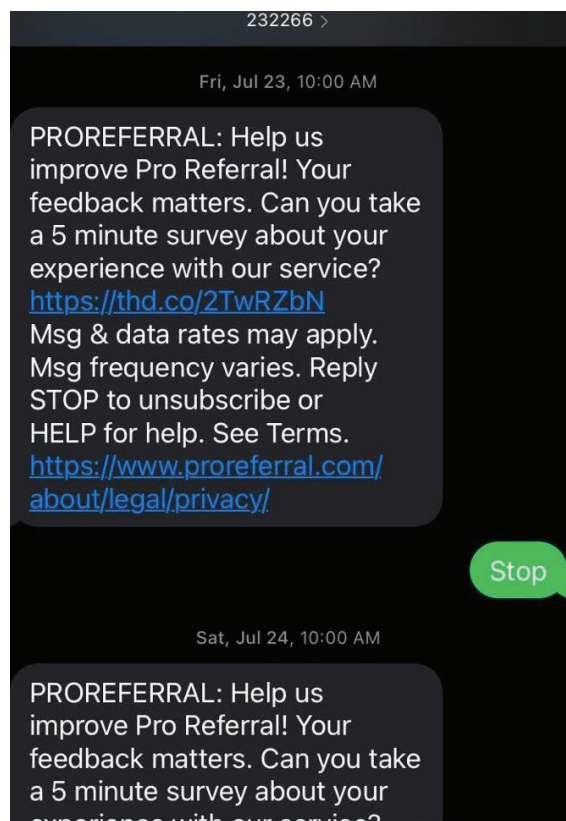 232266 >
Fri, Jul 23, 10:00 AM
PROREFERRAL: Help us
improve Pro Referral! Your
feedback matters. Can you take
a 5 minute survey about your
experience with our service?
https://thd.co/2TwRZbN
Msg & data rates may apply.
Msg frequency varies. Reply
STOP to unsubscribe or
HELP for help. See Terms.
https://www.proreferral.com/
about/legal/privacy/
Stop
Sat, Jul 24, 10:00 AM
PROREFERRAL: Help us
improve Pro Referral! Your
feedback matters. Can you take
a 5 minute survey about your
experience with our service?